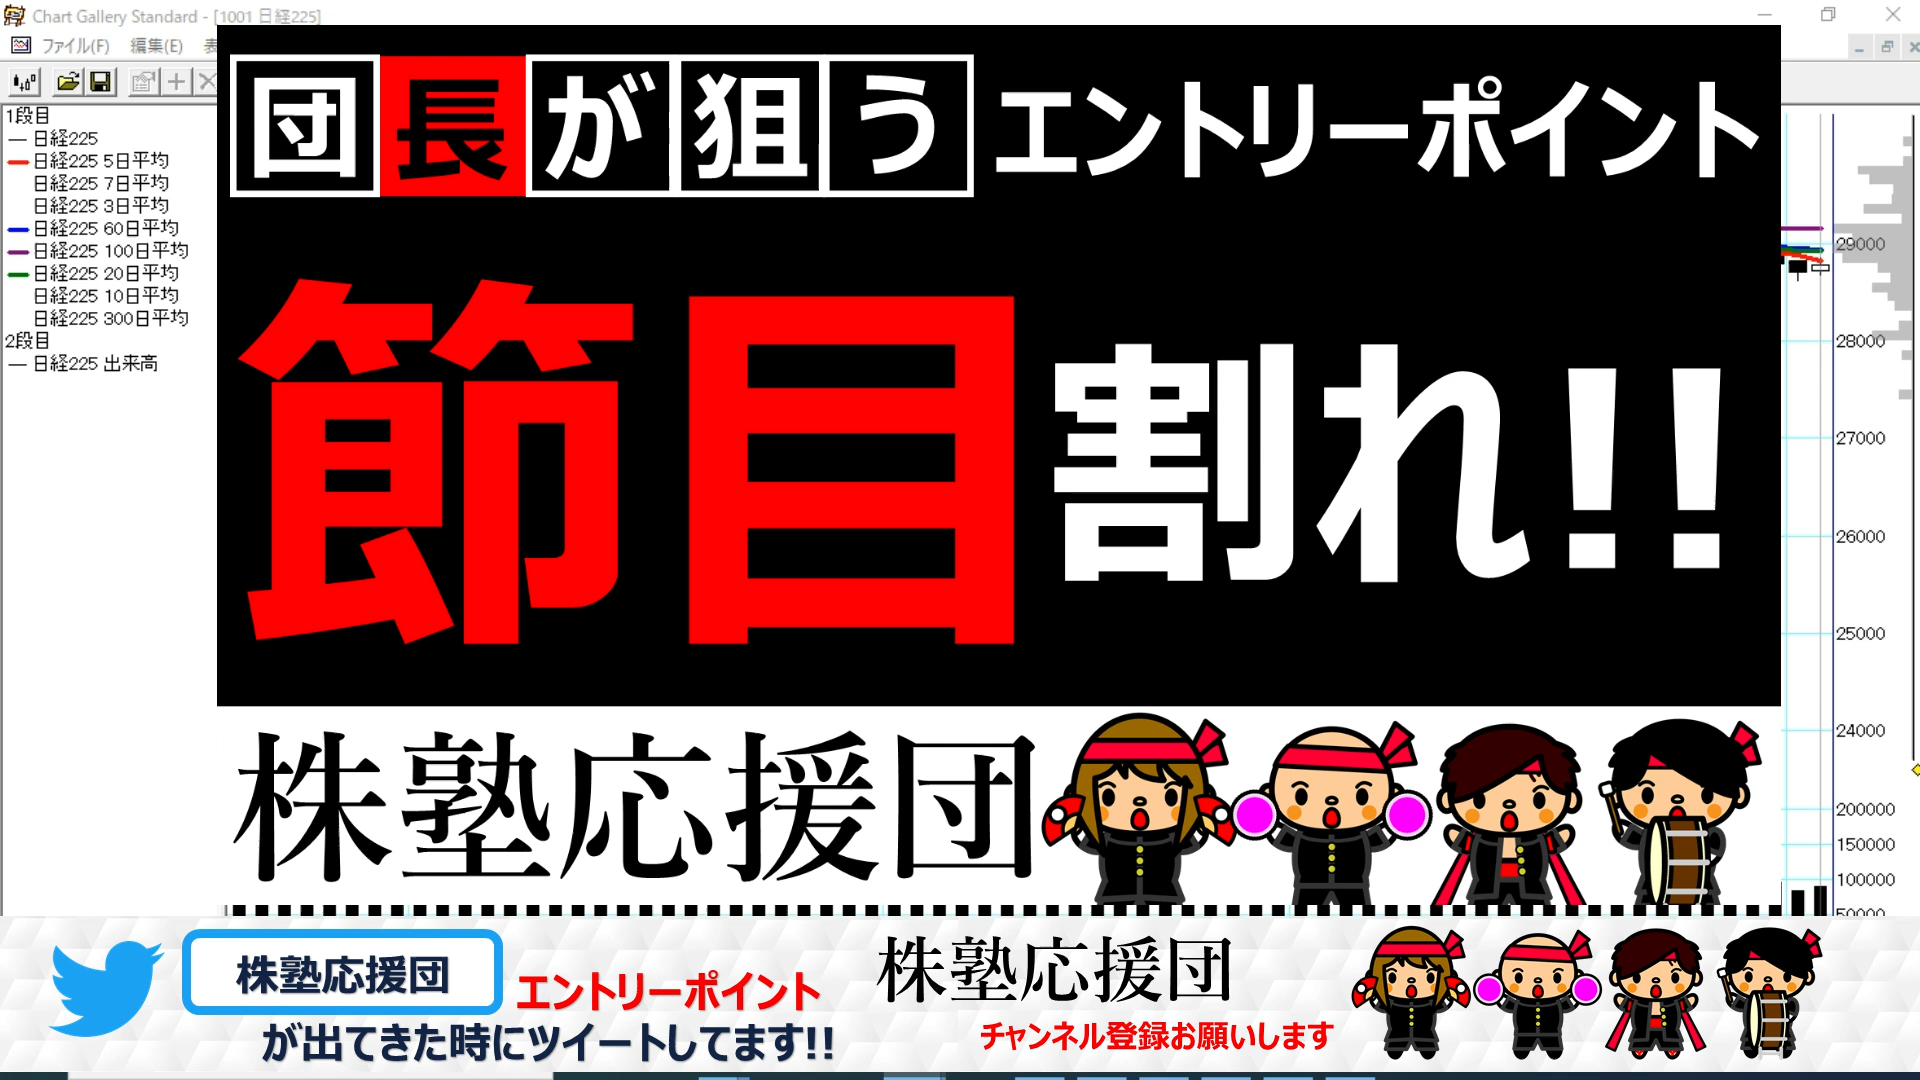 Chart Gallery Standard - [1001 日経225]
ファイル(F) 編集(E) 表
団長が狙うエントリーポイント
節目割れ!!
1段目
日経225
日経225 5日平均
日経225 7日平均
日経225 3日平均
日経225 60日平均
日経225 100日平均
日経225 20日平均
日経225 10日平均
日経225 300日平均
2段目
日経225 出来高
29000
28000
27000
26000
25000
24000
200000
150000
100000
50000
株塾応援団
株塾応援団
エントリーポイント
が出てきた時にツイートしてます!!
株塾応援団
チャンネル登録お願いします